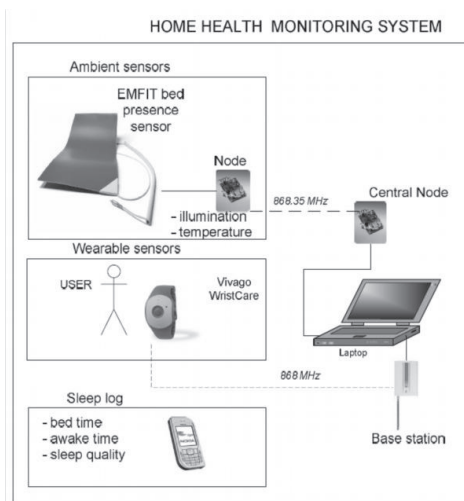 HOME HEALTH MONITORING SYSTEM
Ambient sensors
EMFIT bed
presence
sensor
Node
868.35 MHz
Central Node
- illumination
- temperature
Wearable sensors
USER
Vivago
WristCare
Laptop
868 MHz
Sleep log
- bed time
- awake time
- sleep quality
Base station